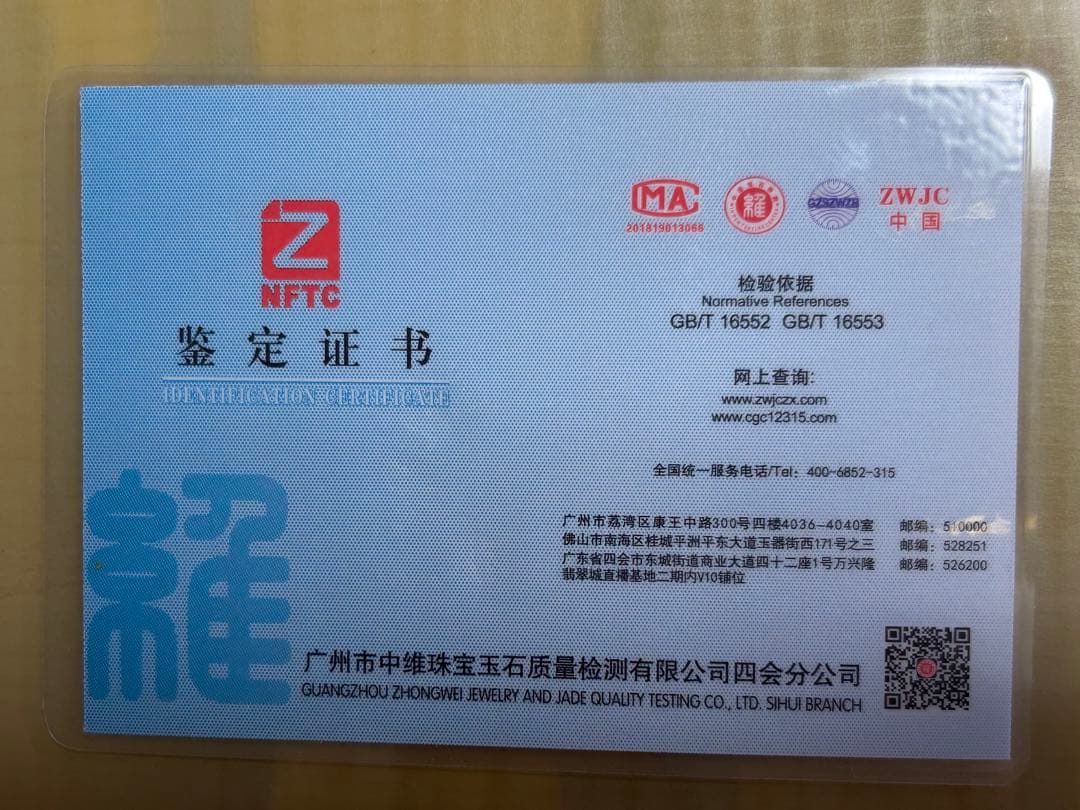 Z
NFTC
鉴定证书
IDENTIFICATION CERTIFICATE
MA
201819013066
GZSZWZB
ZWJC
中国
检验依据
Normative References
GB/T 16552 GB/T 16553
网上查询:
www.zwjczx.com
www.cgc12315.com
全国统一服务电话/Tel: 400-6852-315
广州市荔湾区康王中路300号四楼4036-4040室 邮编: 510000
佛山市南海区桂城平洲平东大道玉器街西171号之三 邮编: 528251
广东省四会市东城街道商业大道四十二座1号万兴隆 邮编: 526200
翡翠城直播基地二期内V10铺位
广州市中维珠宝玉石质量检测有限公司四会分公司
GUANGZHOU ZHONGWEI JEWELRY AND JADE QUALITY TESTING CO., LTD. SIHUI BRANCH